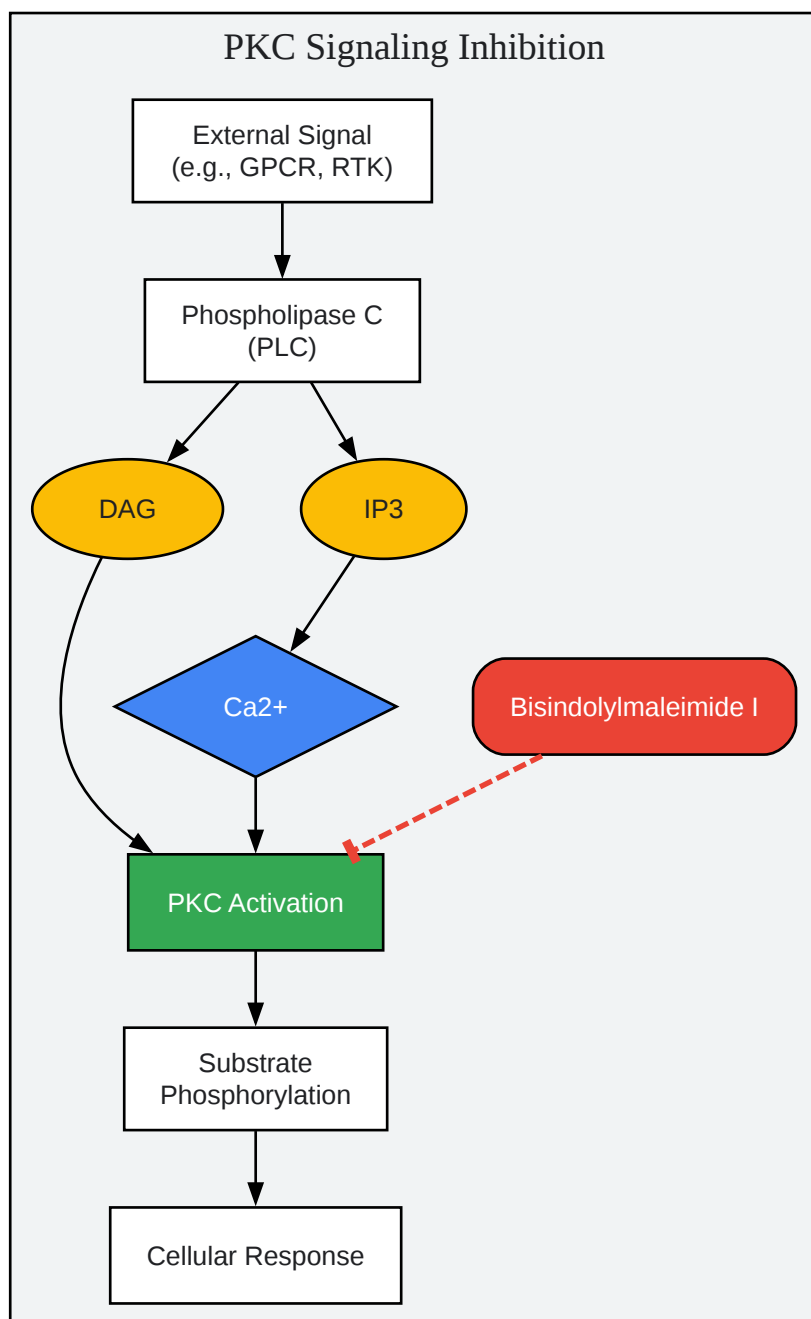 PKC Signaling Inhibition
External Signal
(e.g., GPCR, RTK)
Phospholipase C
(PLC)
DAG
IP3
Ca2+
Bisindolylmaleimide I
PKC Activation
Substrate
Phosphorylation
Cellular Response